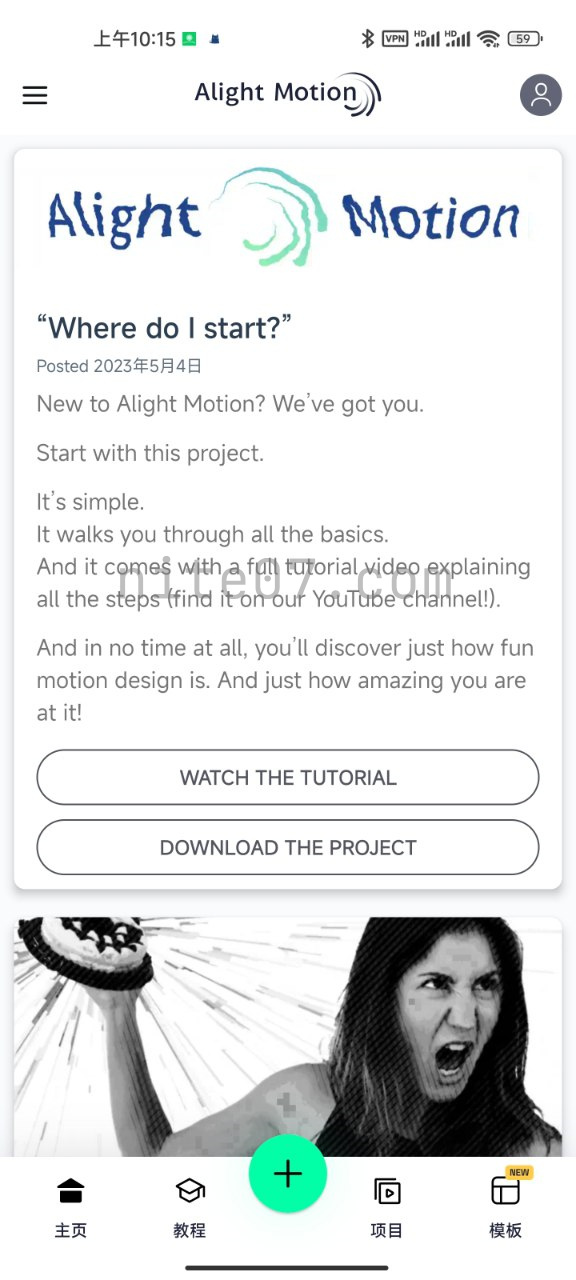 上午10:15
VPN
HD
HD
59
Alight Motion
Alight Motion
“Where do I start?”
Posted 2023年5月4日
New to Alight Motion? We’ve got you.
Start with this project.
It’s simple.
It walks you through all the basics.
And it comes with a full tutorial video explaining
all the steps (find it on our YouTube channel!).
nite07.com
And in no time at all, you’ll discover just how fun
motion design is. And just how amazing you are
at it!
WATCH THE TUTORIAL
DOWNLOAD THE PROJECT
NEW
主页
教程
项目
模板